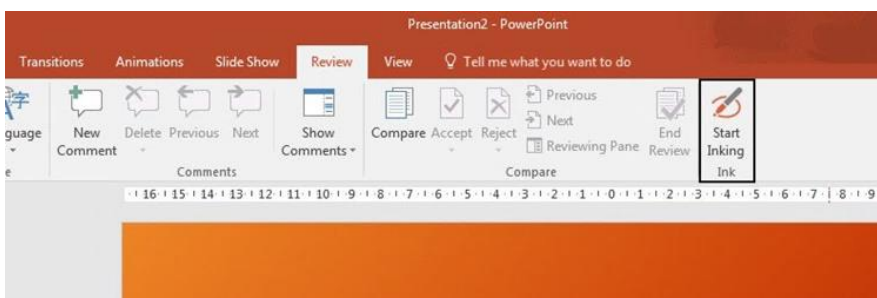 Presentation2 - PowerPoint
Transitions Animations Slide Show Review View Tell me what you want to do
guage New Comment Delete Previous Next Show Comments Compare Accept Reject Previous Next Reviewing Pane End Review Start Inking
Comments Compare Ink
16 15 14 13 12 11 10 9 8 7 6 5 4 3 2 1 0 1 2 3 4 5 6 7 8 9